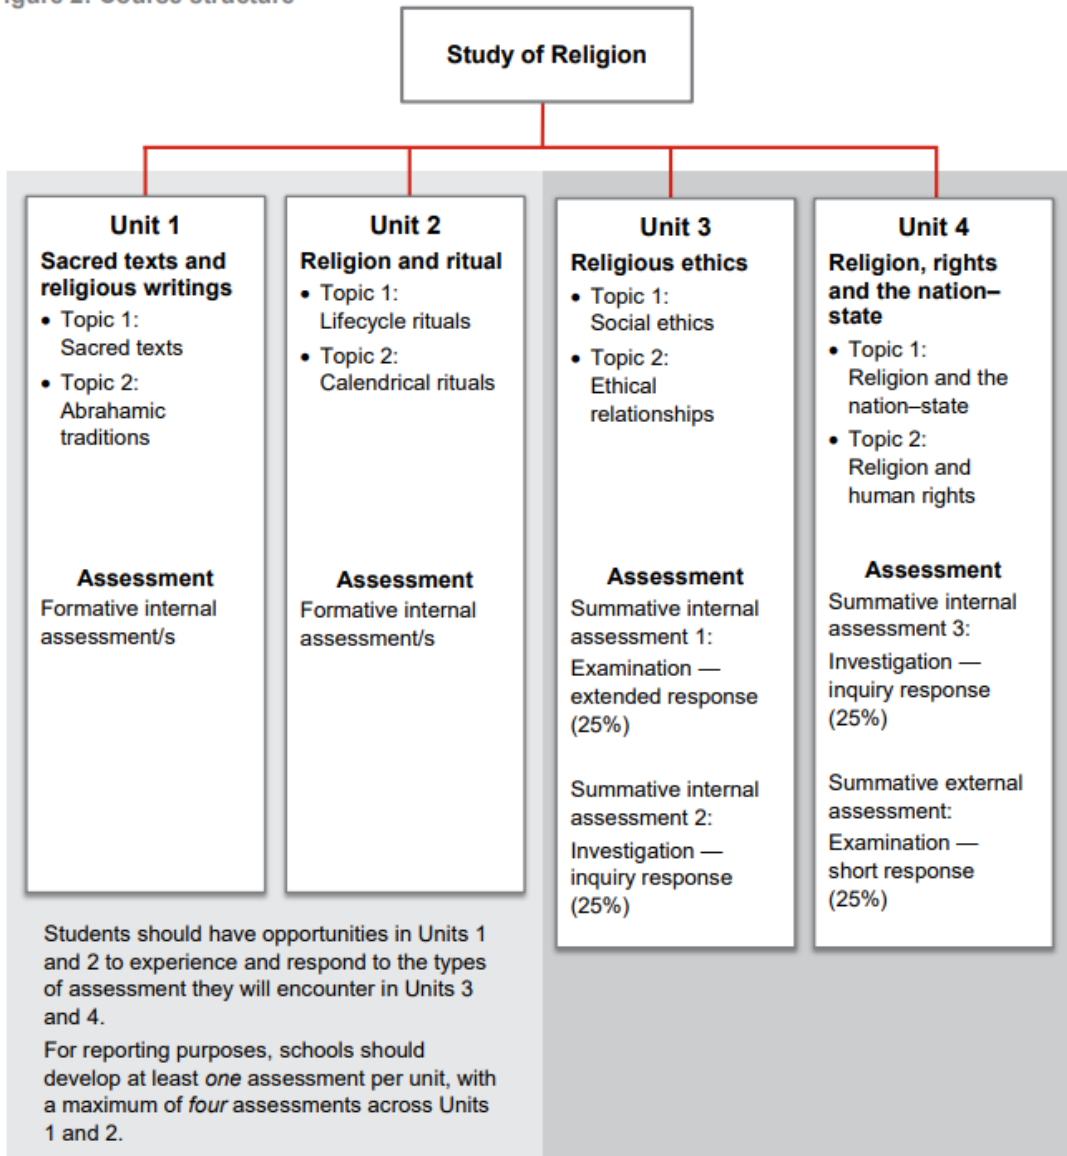 Figure 2: Course structure
Study of Religion
Unit 1
Sacred texts and
religious writings
• Topic 1:
Sacred texts
• Topic 2:
Abrahamic
traditions
Assessment
Formative internal
assessment/s
Unit 2
Religion and ritual
• Topic 1:
Lifecycle rituals
• Topic 2:
Calendrical rituals
Assessment
Formative internal
assessment/s
Unit 3
Religious ethics
• Topic 1:
Social ethics
• Topic 2:
Ethical
relationships
Assessment
Summative internal
assessment 1:
Examination —
extended response
(25%)
Summative internal
assessment 2:
Investigation —
inquiry response
(25%)
Unit 4
Religion, rights
and the nation–
state
• Topic 1:
Religion and the
nation–state
• Topic 2:
Religion and
human rights
Assessment
Summative internal
assessment 3:
Investigation —
inquiry response
(25%)
Summative external
assessment:
Examination —
short response
(25%)
Students should have opportunities in Units 1
and 2 to experience and respond to the types
of assessment they will encounter in Units 3
and 4.
For reporting purposes, schools should
develop at least one assessment per unit, with
a maximum of four assessments across Units
1 and 2.